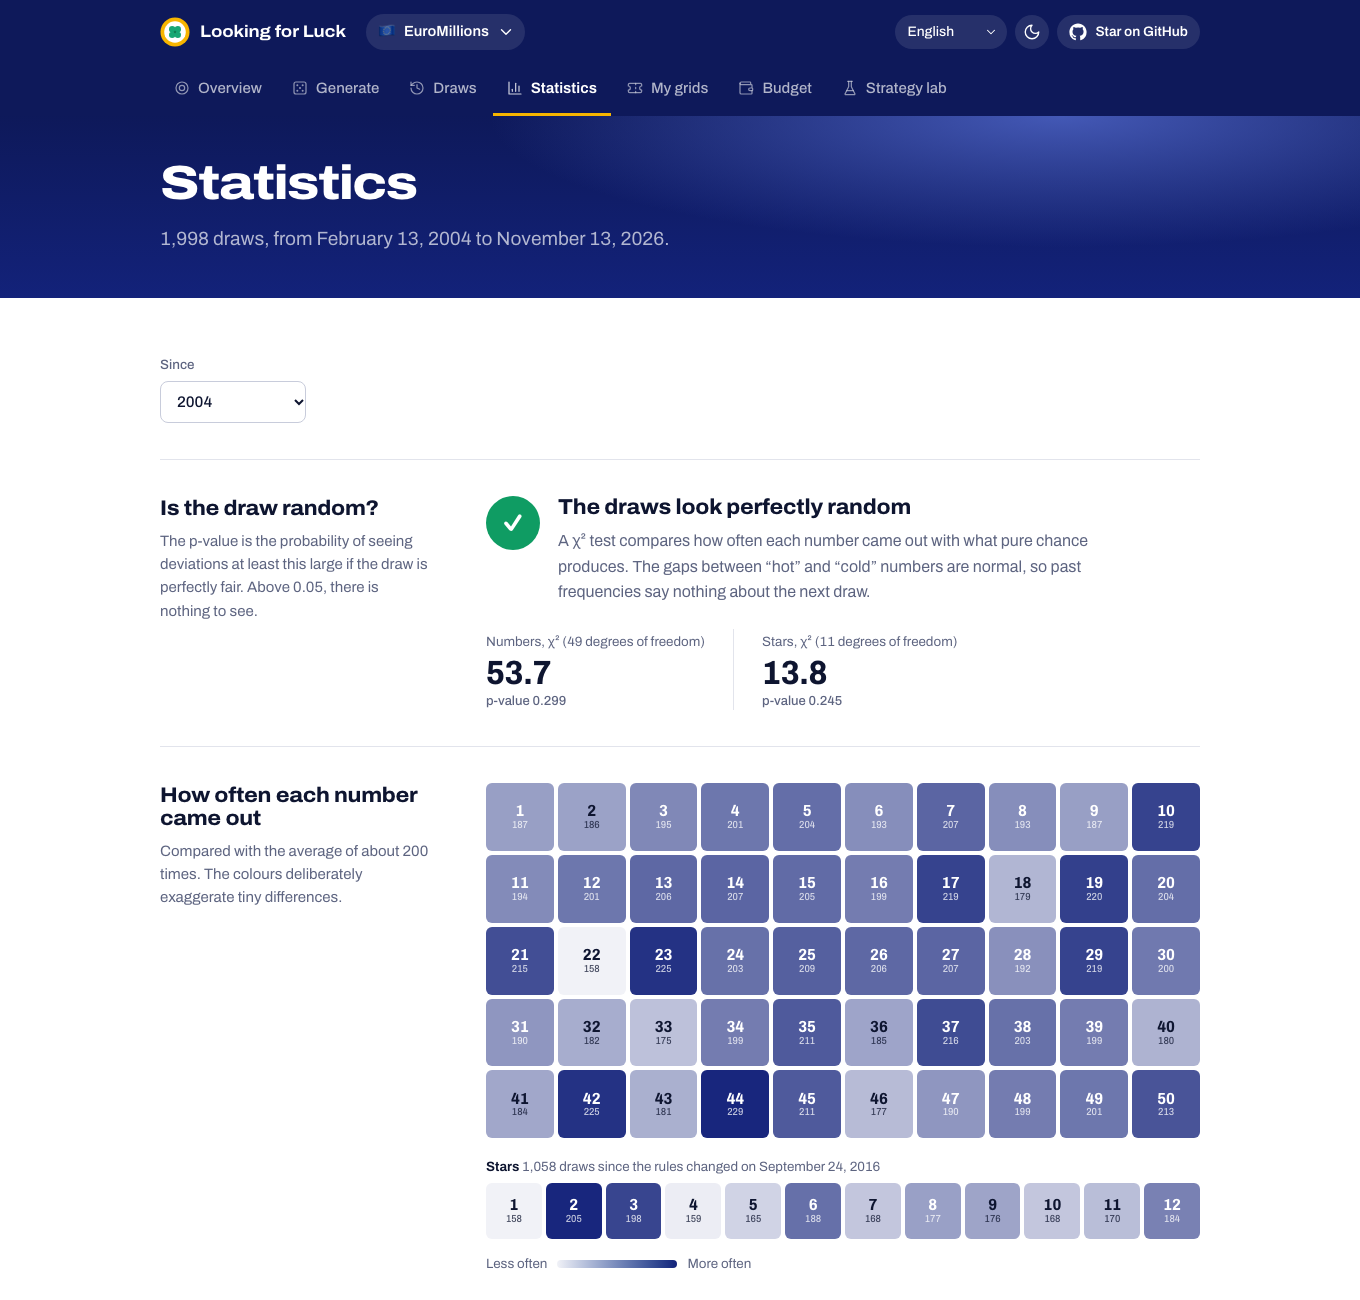 Looking for Luck
EuroMillions
English
Star on GitHub
Overview
Generate
Draws
Statistics
My grids
Budget
Strategy lab
Statistics
1,998 draws, from February 13, 2004 to November 13, 2026.
Since
2004
Is the draw random?
The p-value is the probability of seeing
deviations at least this large if the draw is
perfectly fair. Above 0.05, there is
nothing to see.
The draws look perfectly random
A χ² test compares how often each number came out with what pure chance
produces. The gaps between “hot” and “cold” numbers are normal, so past
frequencies say nothing about the next draw.
Numbers, χ² (49 degrees of freedom)
53.7
p-value 0.299
Stars, χ² (11 degrees of freedom)
13.8
p-value 0.245
How often each number
came out
Compared with the average of about 200
times. The colours deliberately
exaggerate tiny differences.
1 2 3 4 5 6 7 8 9 10
187 186 195 201 204 193 207 193 187 219
11 12 13 14 15 16 17 18 19 20
194 201 206 207 205 199 219 179 220 204
21 22 23 24 25 26 27 28 29 30
215 158 225 203 209 206 207 192 219 200
31 32 33 34 35 36 37 38 39 40
190 182 175 199 211 185 216 203 199 180
41 42 43 44 45 46 47 48 49 50
184 225 181 229 211 177 190 199 201 213
Stars 1,058 draws since the rules changed on September 24, 2016
1 2 3 4 5 6 7 8 9 10 11 12
158 205 198 159 165 188 168 177 176 168 170 184
Less often
More often